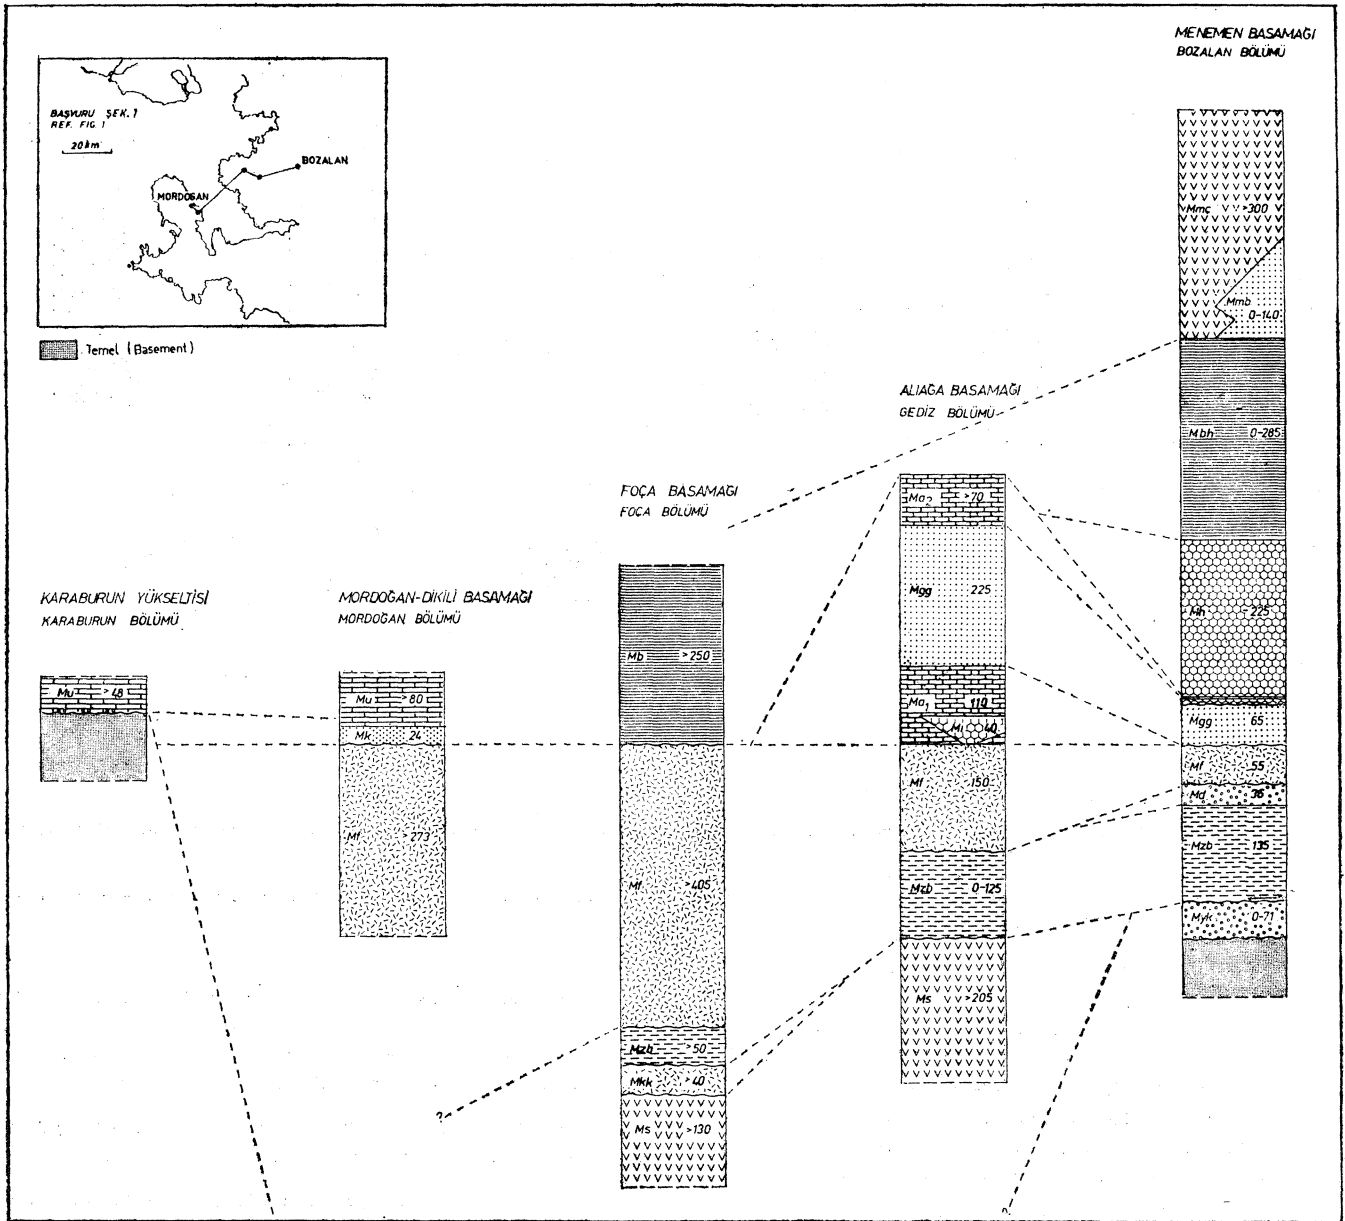 MENEMEN BASAMAĞI
BOZALAN BÖLÜMÜ
BAŞVURU ŞEK. 1
REF. FIG. 1
20 km
BOZALAN
MORDOĞAN
Temel (Basement)
Mmç >300
Mmb
0-140
Mbh 0-285
Mh 225
Mgg 65
Mf 55
Md 36
Mzb 135
Myk 0-71
ALIAĞA BASAMAĞI
GEDİZ BÖLÜMÜ
Ma2 >70
Mgg 225
Ma1 110
Mi 40
Mf 150
Mzb 0-125
Ms >205
FOÇA BASAMAĞI
FOÇA BÖLÜMÜ
Mb >250
Mf >405
Mzb >50
Mkk >40
Ms >130
MORDOĞAN-DİKİLİ BASAMAĞI
MORDOĞAN BÖLÜMÜ
Mu >80
Mk 24
Mf >273
KARABURUN YÜKSELTİSİ
KARABURUN BÖLÜMÜ
Mu >48
?
?